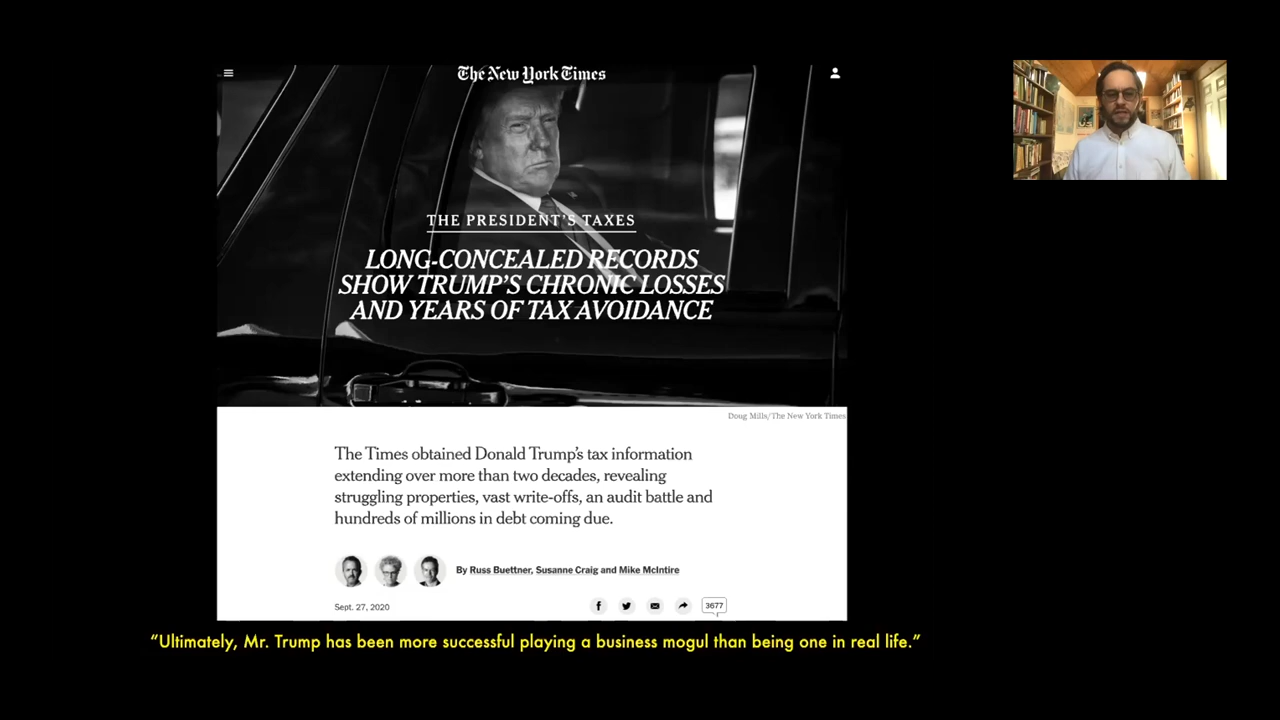 The New York Times
THE PRESIDENT'S TAXES
LONG-CONCEALED RECORDS
SHOW TRUMP'S CHRONIC LOSSES
AND YEARS OF TAX AVOIDANCE
Doug Mills/The New York Times
The Times obtained Donald Trump's tax information
extending over more than two decades, revealing
struggling properties, vast write-offs, an audit battle and
hundreds of millions in debt coming due.
By Russ Buettner, Susanne Craig and Mike McIntire
Sept. 27, 2020
3677
“Ultimately, Mr. Trump has been more successful playing a business mogul than being one in real life.”